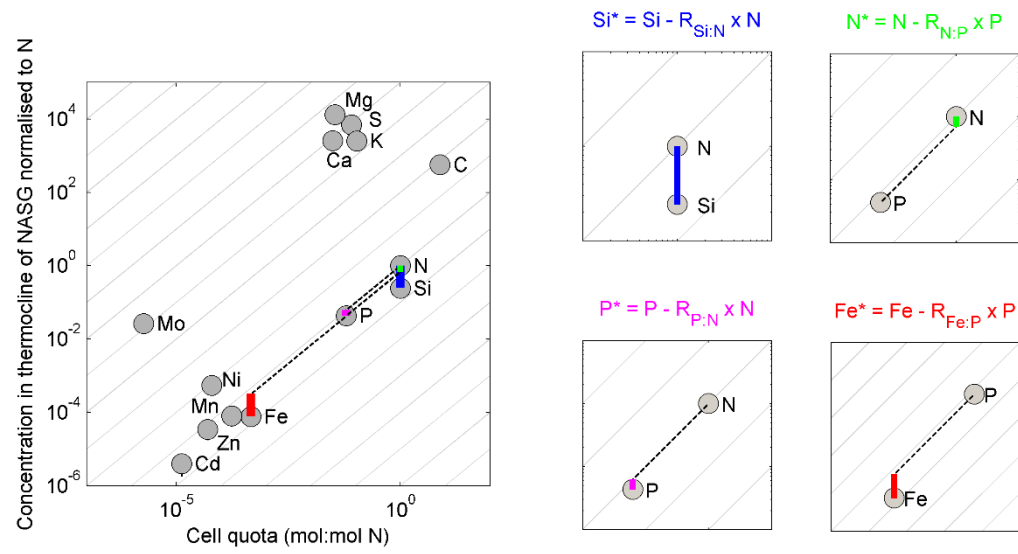 Concentration in thermocline of NASG normalised to N
10^4
10^2
10^0
10^-2
10^-4
10^-6
Mg
S
Ca
K
C
N
Si
P
Mo
Ni
Mn
Fe
Zn
Cd
10^-5
10^0
Cell quota (mol:mol N)
Si* = Si - R_Si:N x N
N
Si
N* = N - R_N:P x P
N
P
P* = P - R_P:N x N
N
P
Fe* = Fe - R_Fe:P x P
P
Fe